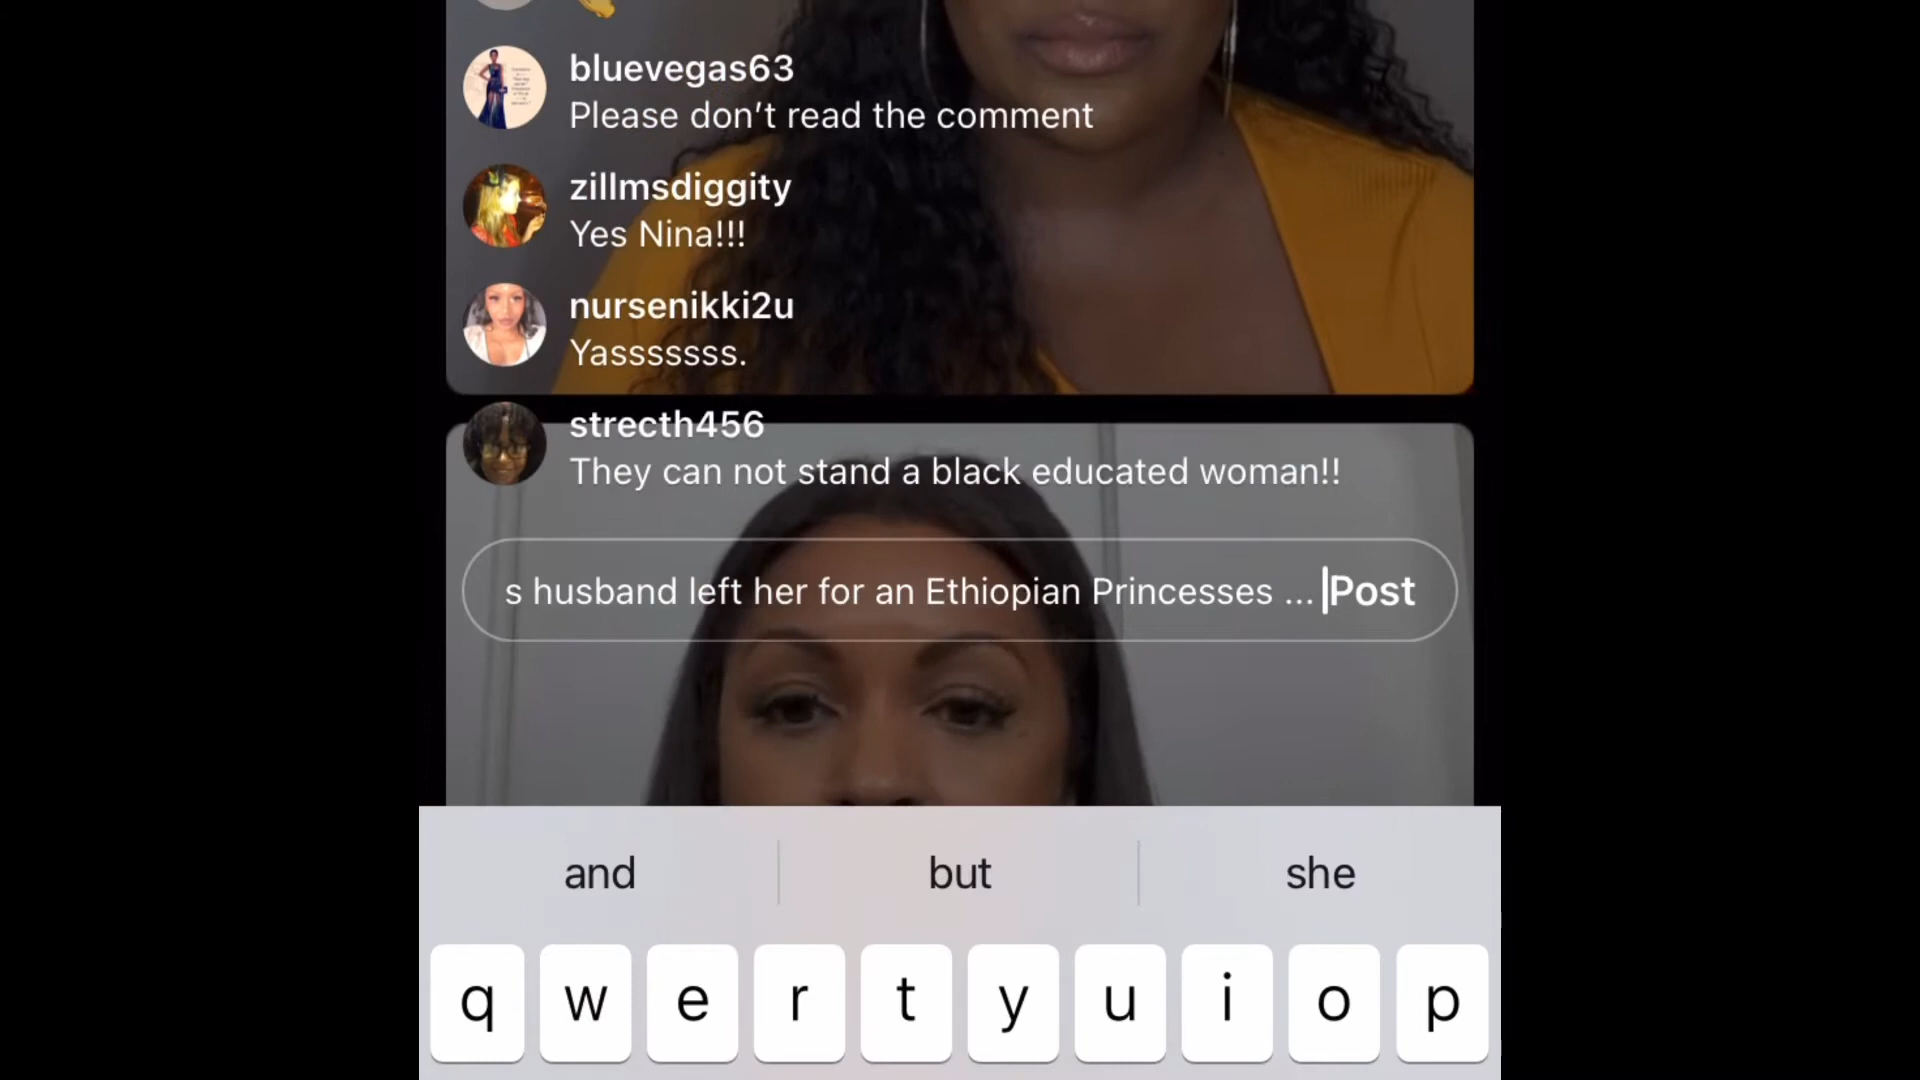 bluevegas63
Please don’t read the comment
zillmsdiggity
Yes Nina!!!
nursenikki2u
Yasssssss.
strecth456
They can not stand a black educated woman!!
s husband left her for an Ethiopian Princesses ... Post
and but she
q w e r t y u i o p